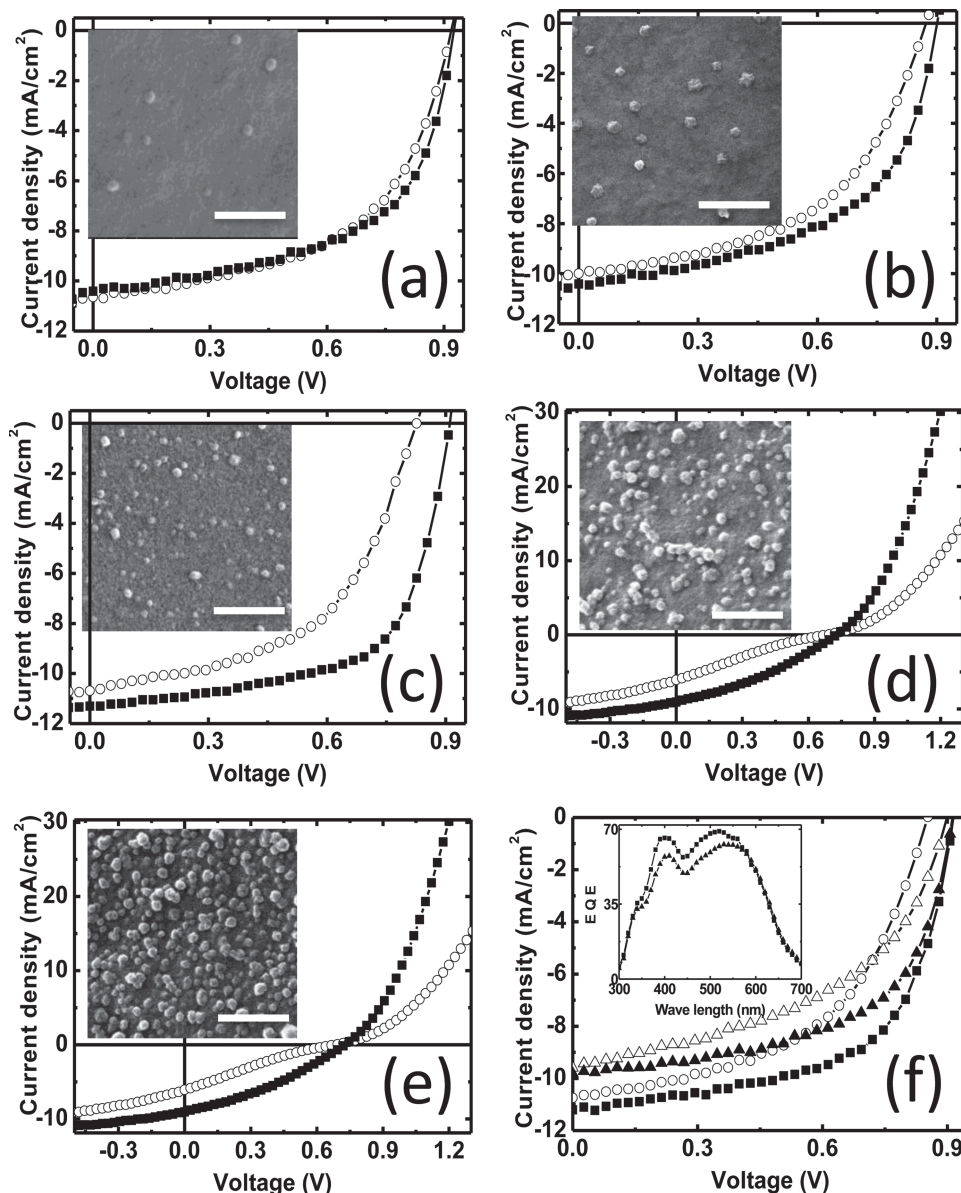 0
-2
-4
-6
-8
-10
-12
0.0 0.3 0.6 0.9
Current density (mA/cm²)
Voltage (V)
(a)
0
-2
-4
-6
-8
-10
-12
0.0 0.3 0.6 0.9
Current density (mA/cm²)
Voltage (V)
(b)
0
-2
-4
-6
-8
-10
-12
0.0 0.3 0.6 0.9
Current density (mA/cm²)
Voltage (V)
(c)
30
20
10
0
-10
-0.3 0.0 0.3 0.6 0.9 1.2
Current density (mA/cm²)
Voltage (V)
(d)
30
20
10
0
-10
-0.3 0.0 0.3 0.6 0.9 1.2
Current density (mA/cm²)
Voltage (V)
(e)
0
-2
-4
-6
-8
-10
-12
0.0 0.3 0.6 0.9
Current density (mA/cm²)
Voltage (V)
70
35
0
300 400 500 600 700
EQE
Wave length (nm)
(f)